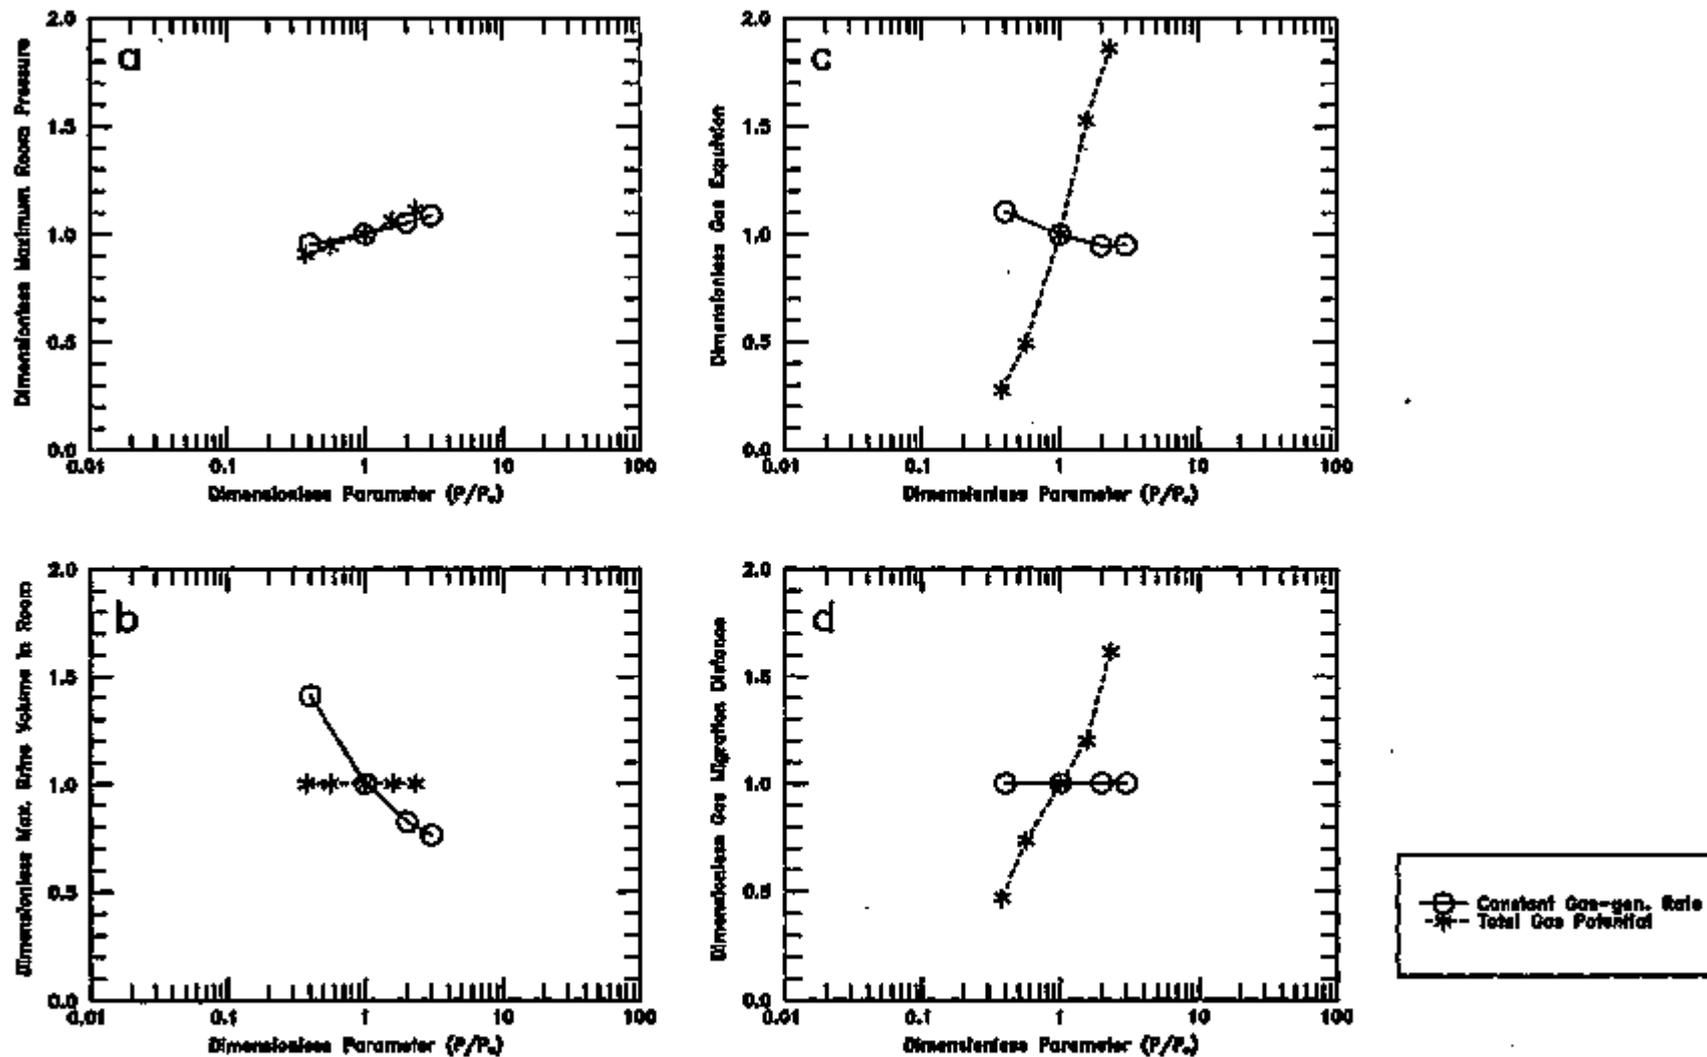 a
Dimensionless Maximum Room Pressure
2.0
1.5
1.0
0.5
0.0
0.01 0.1 1 10 100
Dimensionless Parameter (P/Pₒ)
c
Dimensionless Gas Expulsion
2.0
1.5
1.0
0.5
0.0
0.01 0.1 1 10 100
Dimensionless Parameter (P/Pₒ)
b
Dimensionless Max. Brine Volume in Room
2.0
1.5
1.0
0.5
0.0
0.01 0.1 1 10 100
Dimensionless Parameter (P/Pₒ)
d
Dimensionless Gas Migration Distance
2.0
1.5
1.0
0.5
0.0
0.01 0.1 1 10 100
Dimensionless Parameter (P/Pₒ)
Constant Gas-gen. Rate
Total Gas Potential